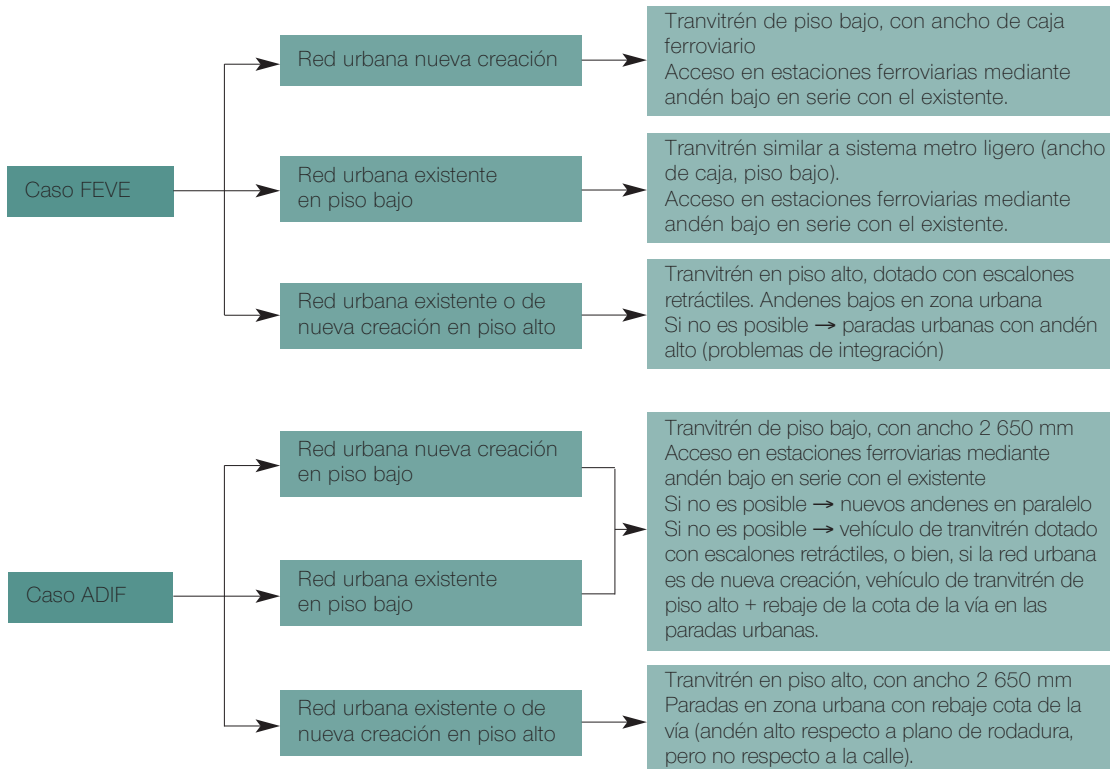 Caso FEVE
Red urbana nueva creación
Tranvitrén de piso bajo, con ancho de caja
ferroviario
Acceso en estaciones ferroviarias mediante
andén bajo en serie con el existente.
Red urbana existente
en piso bajo
Tranvitrén similar a sistema metro ligero (ancho
de caja, piso bajo).
Acceso en estaciones ferroviarias mediante
andén bajo en serie con el existente.
Red urbana existente o de
nueva creación en piso alto
Tranvitrén en piso alto, dotado con escalones
retráctiles. Andenes bajos en zona urbana
Si no es posible → paradas urbanas con andén
alto (problemas de integración)
Caso ADIF
Red urbana nueva creación
en piso bajo
Red urbana existente
en piso bajo
Tranvitrén de piso bajo, con ancho 2 650 mm
Acceso en estaciones ferroviarias mediante
andén bajo en serie con el existente
Si no es posible → nuevos andenes en paralelo
Si no es posible → vehículo de tranvitrén dotado
con escalones retráctiles, o bien, si la red urbana
es de nueva creación, vehículo de tranvitrén de
piso alto + rebaje de la cota de la vía en las
paradas urbanas.
Red urbana existente o de
nueva creación en piso alto
Tranvitrén en piso alto, con ancho 2 650 mm
Paradas en zona urbana con rebaje cota de la
vía (andén alto respecto a plano de rodadura,
pero no respecto a la calle).